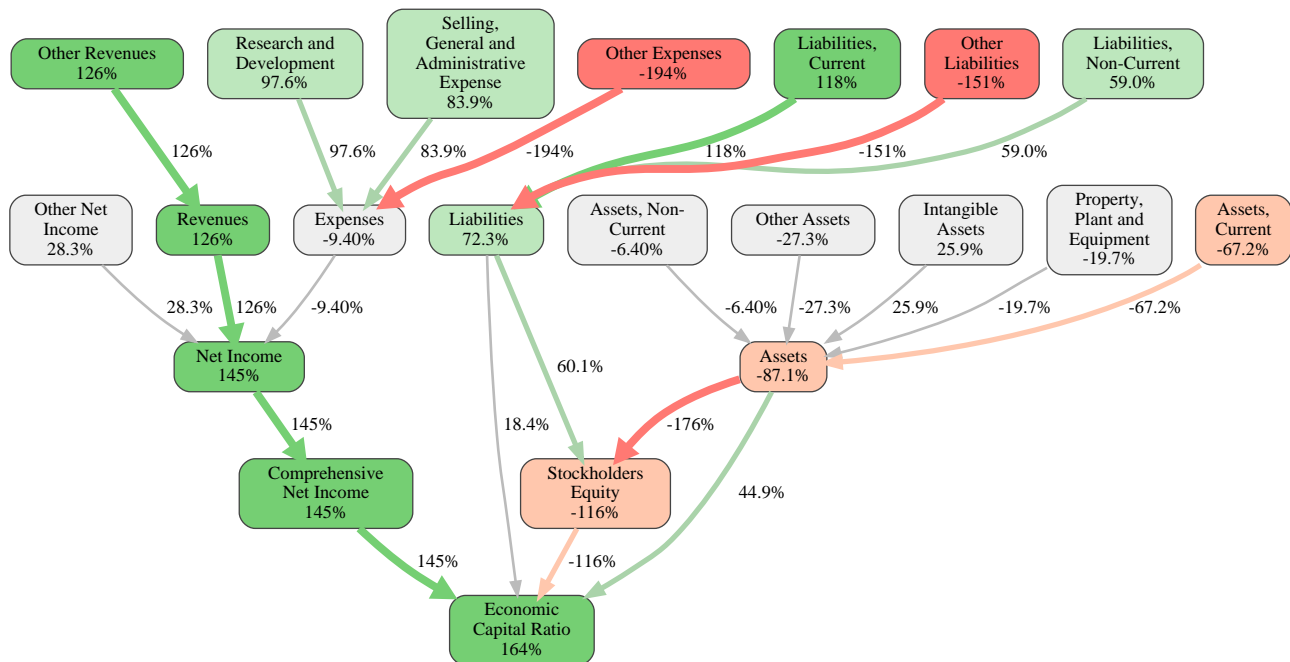 Other Revenues
126%
Research and
Development
97.6%
Selling,
General and
Administrative
Expense
83.9%
Other Expenses
-194%
Liabilities,
Current
118%
Other
Liabilities
-151%
Liabilities,
Non-Current
59.0%
126%
97.6%
83.9%
-194%
118%
-151%
59.0%
Other Net
Income
28.3%
Revenues
126%
Expenses
-9.40%
Liabilities
72.3%
Assets, Non-
Current
-6.40%
Other Assets
-27.3%
Intangible
Assets
25.9%
Property,
Plant and
Equipment
-19.7%
Assets,
Current
-67.2%
28.3%
126%
-9.40%
-6.40%
-27.3%
25.9%
-19.7%
-67.2%
Net Income
145%
Assets
-87.1%
60.1%
145%
18.4%
-176%
Comprehensive
Net Income
145%
Stockholders
Equity
-116%
44.9%
145%
-116%
Economic
Capital Ratio
164%